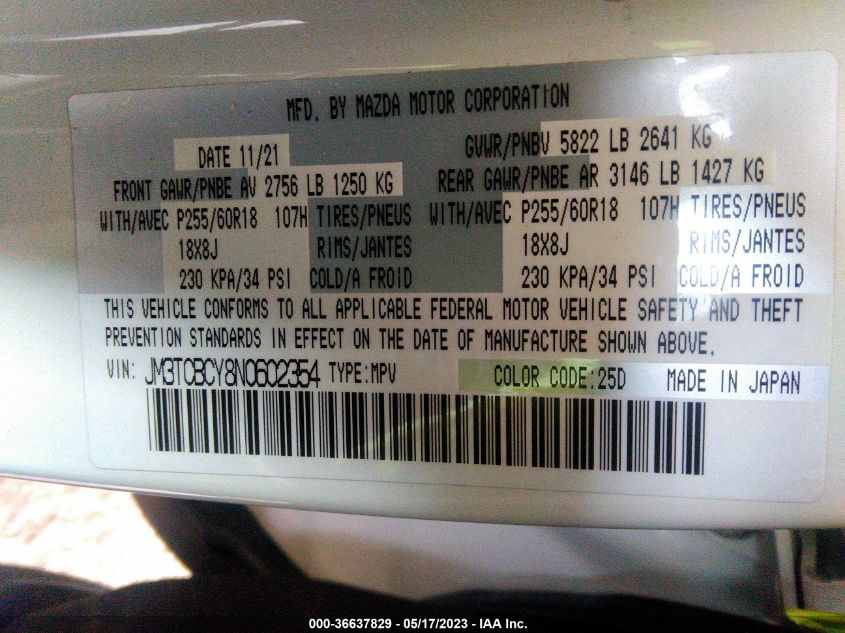 MFD. BY MAZDA MOTOR CORPORATION
DATE 11/21 GVWR/PNBV 5822 LB 2641 KG
FRONT GAWR/PNBE AV 2756 LB 1250 KG REAR GAWR/PNBE AR 3146 LB 1427 KG
WITH/AVEC P255/60R18 107H TIRES/PNEUS WITH/AVEC P255/60R18 107H TIRES/PNEUS
18X8J RIMS/JANTES 18X8J RIMS/JANTES
230 KPA/34 PSI COLD/A FROID 230 KPA/34 PSI COLD/A FROID
THIS VEHICLE CONFORMS TO ALL APPLICABLE FEDERAL MOTOR VEHICLE SAFETY AND THEFT
PREVENTION STANDARDS IN EFFECT ON THE DATE OF MANUFACTURE SHOWN ABOVE.
VIN: JM3TCBCY8N0602354 TYPE:MPV COLOR CODE:25D MADE IN JAPAN
000-36637829 - 05/17/2023 - IAA Inc.